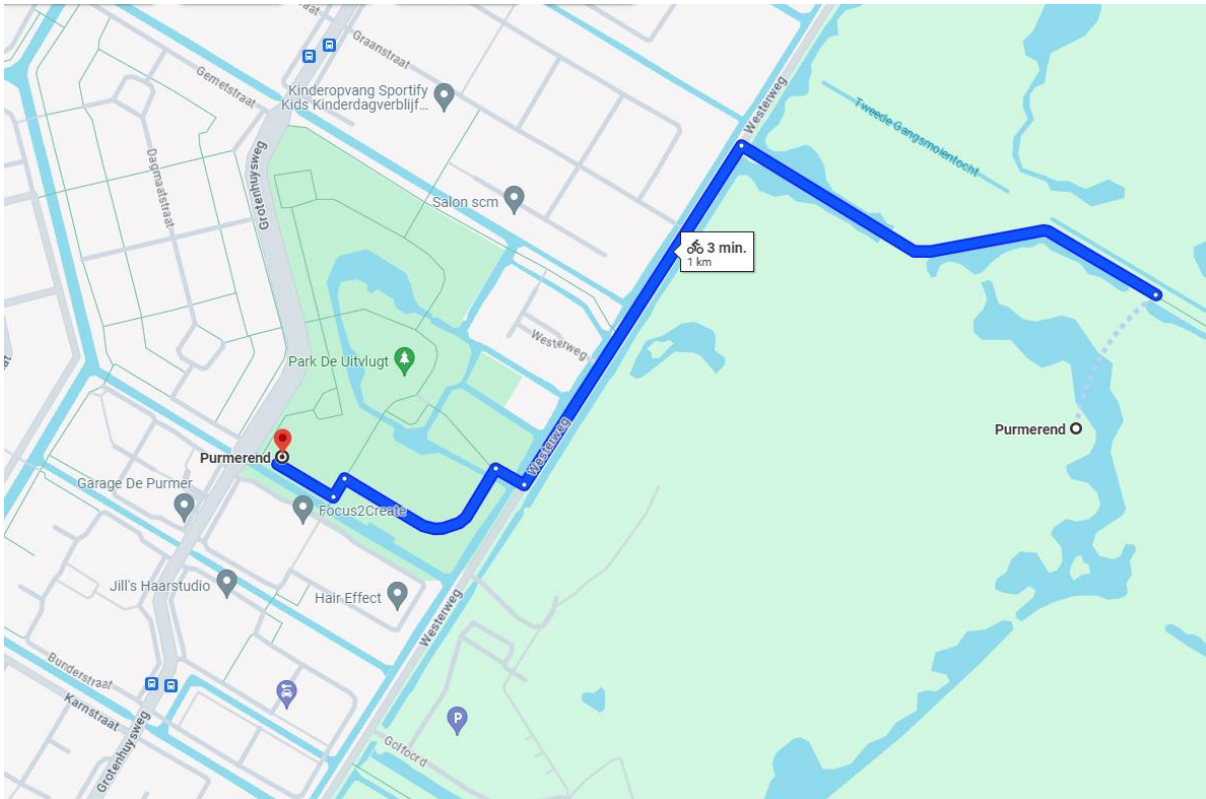 Graanstraat
Gemetstraat
Kinderopvang Sportify
Kids Kinderdagverblijf...
Westerweg
Tweede Gangsmolentocht
Dagmaatstraat
Grotenhuysweg
Salon scm
3 min.
1 km
Westerweg
Park De Uitvlugt
Purmerend
Purmerend
Westerweg
Garage De Purmer
Focus2Create
Jill's Haarstudio
Hair Effect
Westerweg
Bunderstraat
Karnstraat
Grotenhuysweg
P
Golfoord